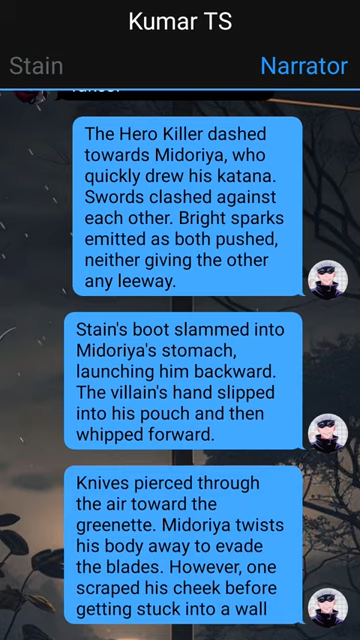 Kumar TS
Stain
Narrator
The Hero Killer dashed
towards Midoriya, who
quickly drew his katana.
Swords clashed against
each other. Bright sparks
emitted as both pushed,
neither giving the other
any leeway.
Stain's boot slammed into
Midoriya's stomach,
launching him backward.
The villain's hand slipped
into his pouch and then
whipped forward.
Knives pierced through
the air toward the
greenette. Midoriya twists
his body away to evade
the blades. However, one
scraped his cheek before
getting stuck into a wall